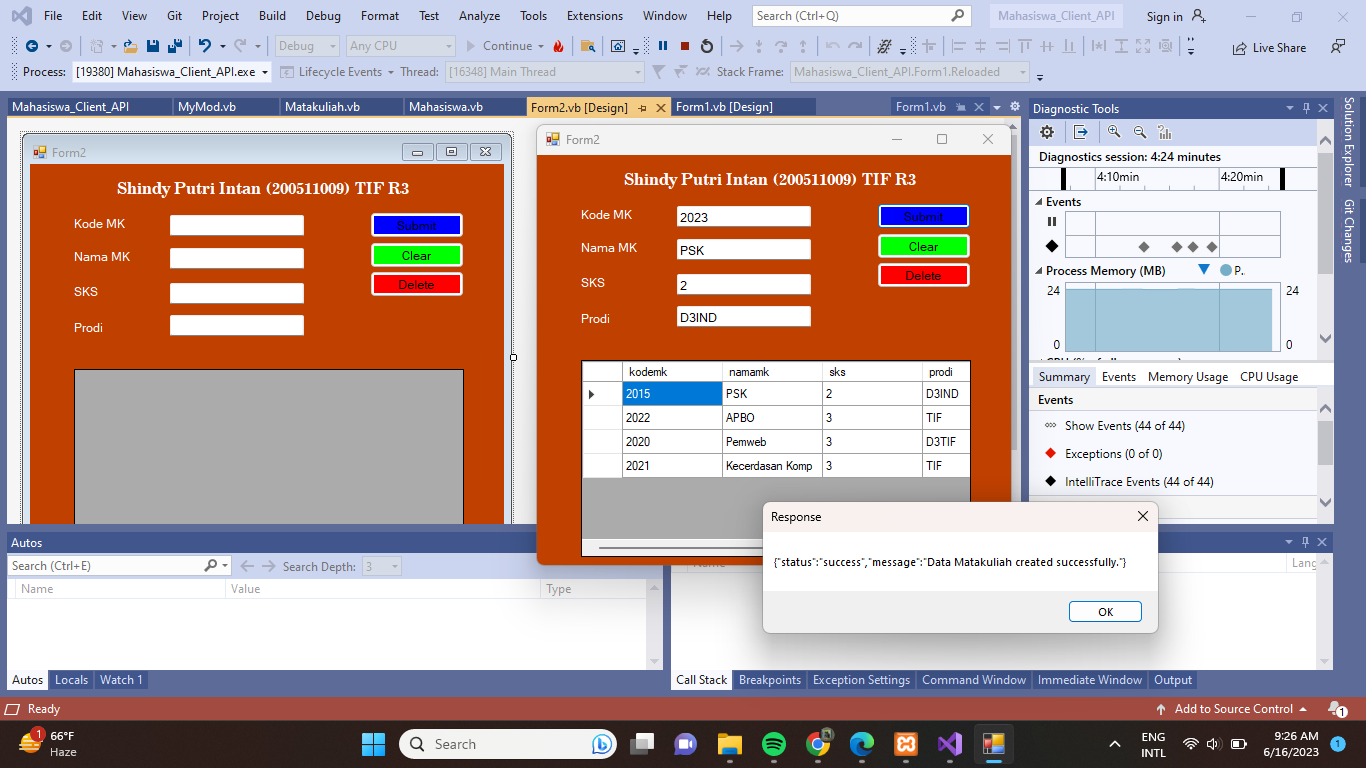 File Edit View Git Project Build Debug Format Test Analyze Tools Extensions Window Help Search (Ctrl+Q) Mahasiswa_Client_API Sign in
Debug Any CPU Continue Live Share
Process: [19380] Mahasiswa_Client_API.exe Lifecycle Events Thread: [16348] Main Thread Stack Frame: Mahasiswa_Client_API.Form1.Reloaded
Mahasiswa_Client_API MyMod.vb Matakuliah.vb Mahasiswa.vb Form2.vb [Design] Form1.vb [Design] Form1.vb
Form2
Shindy Putri Intan (200511009) TIF R3
Kode MK Submit
Nama MK Clear
SKS Delete
Prodi
Form2
Shindy Putri Intan (200511009) TIF R3
Kode MK 2023 Submit
Nama MK PSK Clear
SKS 2 Delete
Prodi D3IND
kodemk namamk sks prodi
2015 PSK 2 D3IND
2022 APBO 3 TIF
2020 Pemweb 3 D3TIF
2021 Kecerdasan Komp 3 TIF
Response
{"status":"success","message":"Data Matakuliah created successfully."}
OK
Diagnostic Tools
Diagnostics session: 4:24 minutes
4:10min 4:20min
Events
Process Memory (MB) P..
24 24
0 0
Summary Events Memory Usage CPU Usage
Events
Show Events (44 of 44)
Exceptions (0 of 0)
IntelliTrace Events (44 of 44)
Solution Explorer
Git Changes
Autos
Search (Ctrl+E) Search Depth: 3
Name Value Type
Name Lang
Autos Locals Watch 1
Call Stack Breakpoints Exception Settings Command Window Immediate Window Output
Ready Add to Source Control 1
1 66°F
Haze
Search
ENG
INTL
9:26 AM
6/16/2023
1